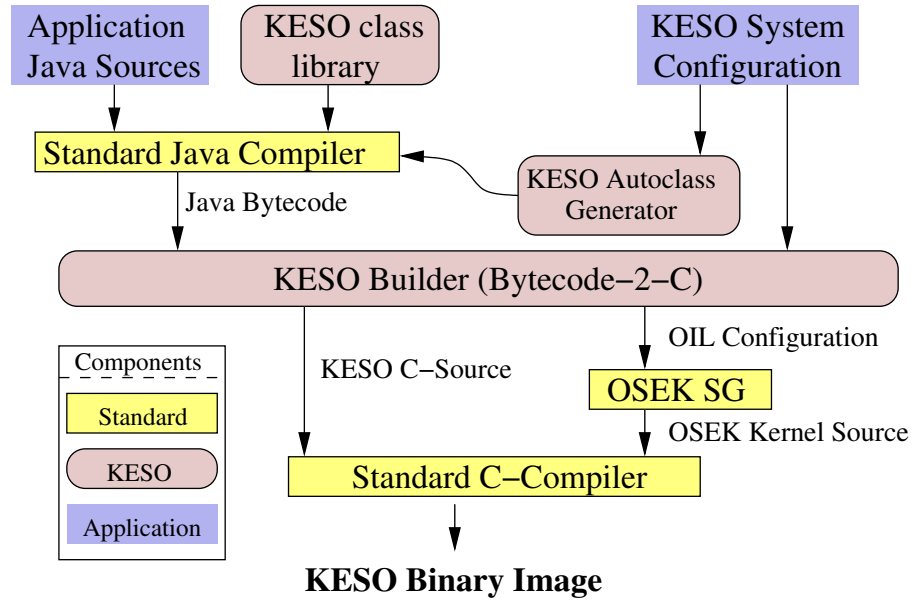 Application
Java Sources
KESO class
library
KESO System
Configuration
Standard Java Compiler
KESO Autoclass
Generator
Java Bytecode
KESO Builder (Bytecode−2−C)
OIL Configuration
KESO C−Source
OSEK SG
OSEK Kernel Source
Standard C−Compiler
KESO Binary Image
Components
Standard
KESO
Application